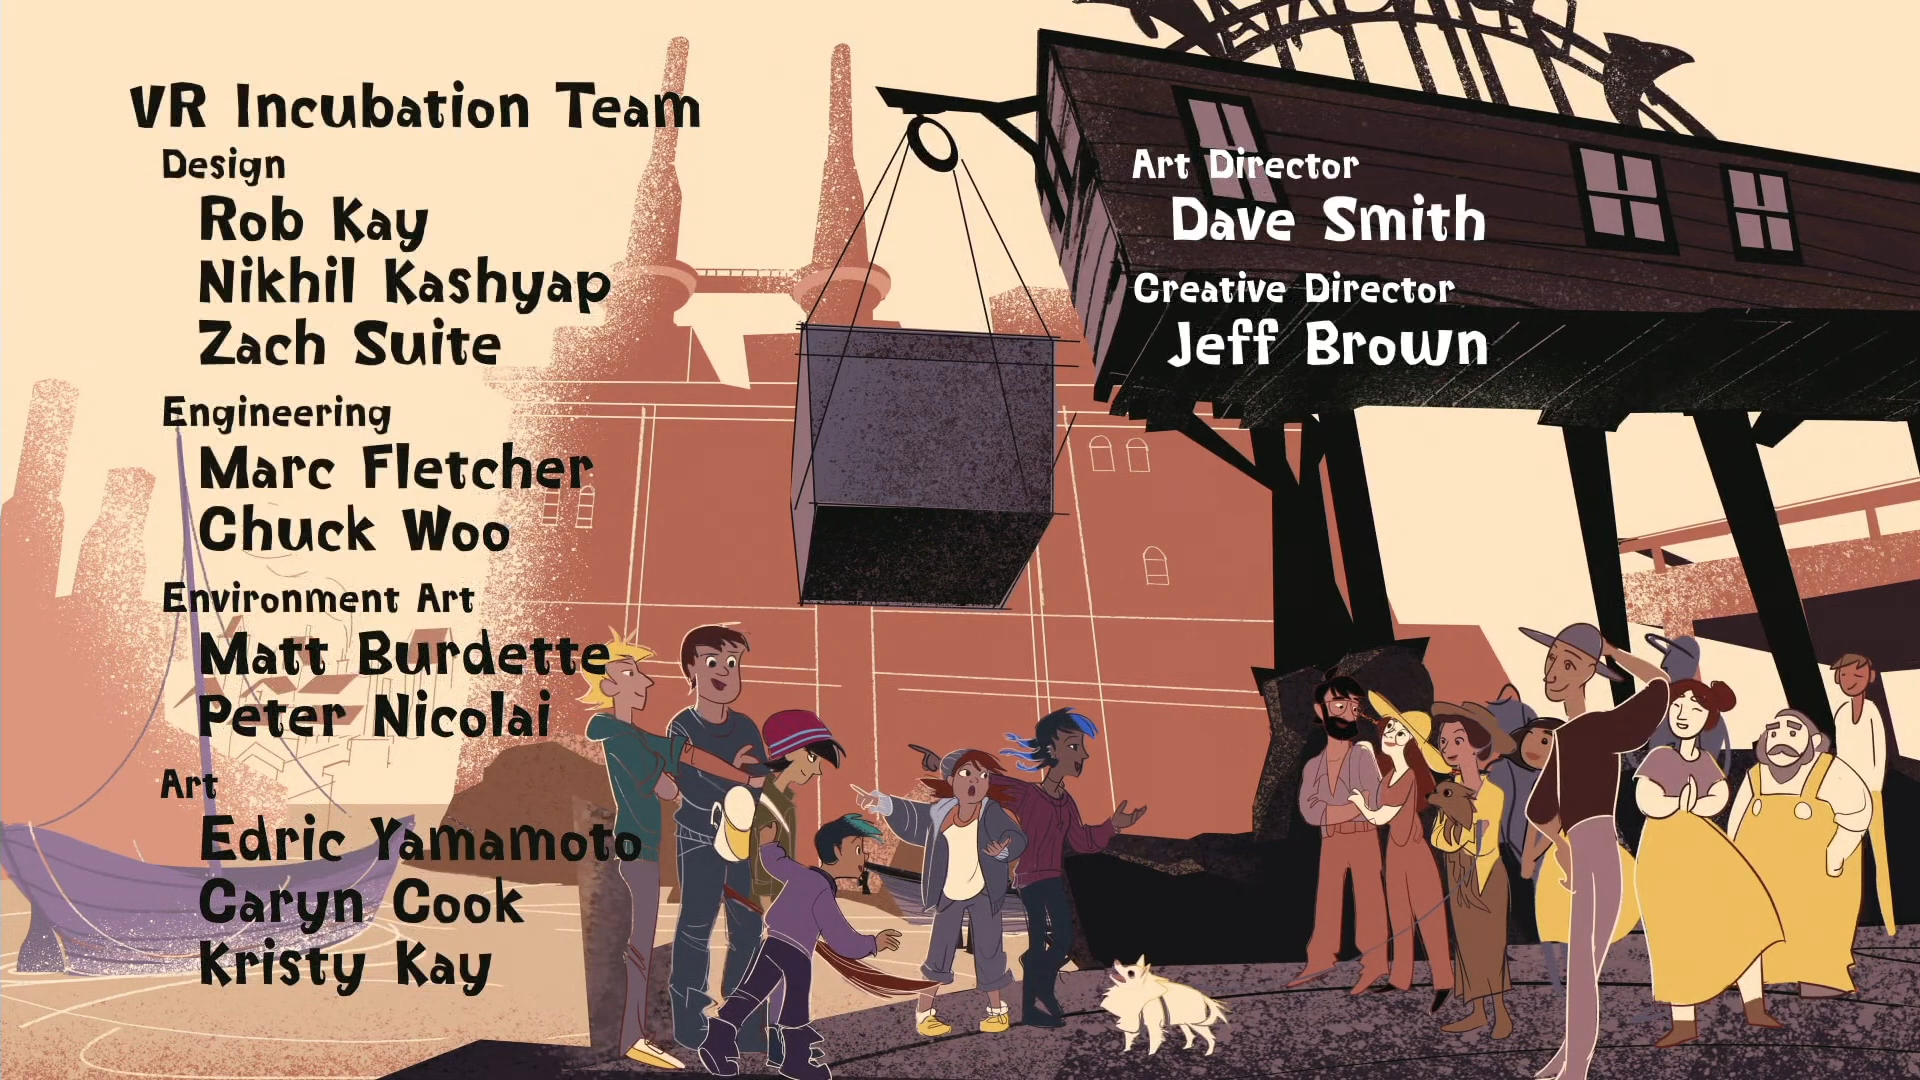 VR Incubation Team
Design
Rob Kay
Nikhil Kashyap
Zach Suite
Engineering
Marc Fletcher
Chuck Woo
Environment Art
Matt Burdette
Peter Nicolai
Art
Edric Yamamoto
Caryn Cook
Kristy Kay
Art Director
Dave Smith
Creative Director
Jeff Brown